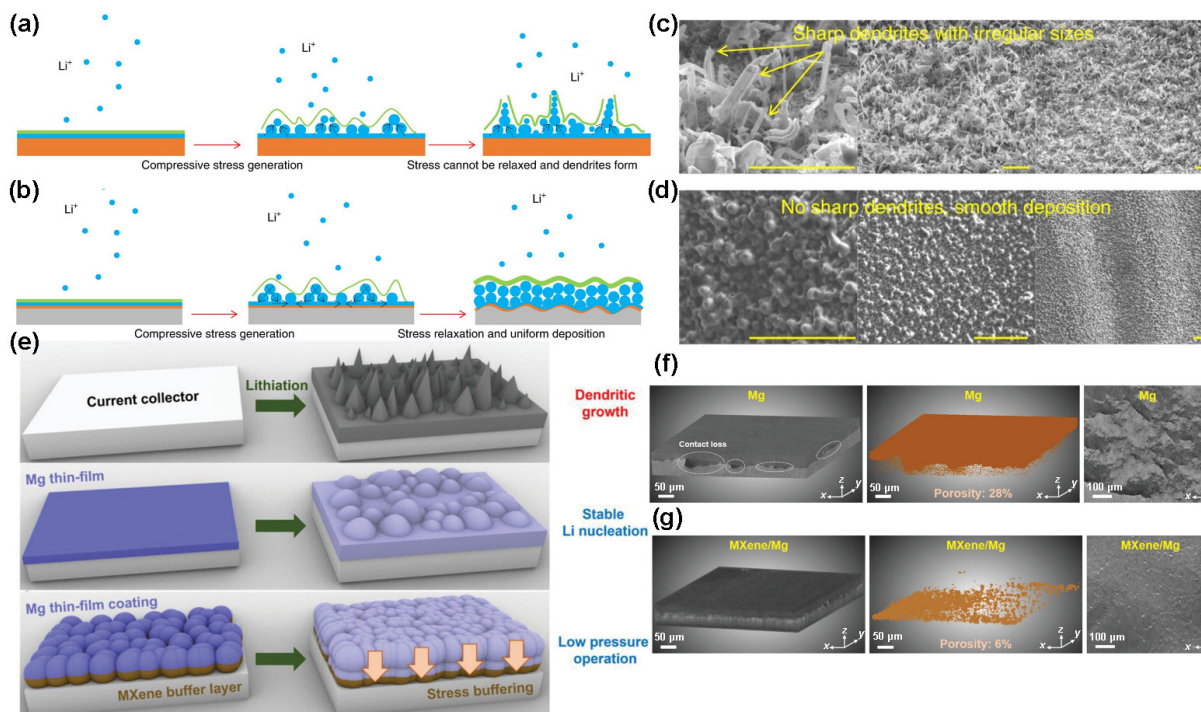 (a)
Li⁺
Li⁺
Li⁺
Compressive stress generation
Stress cannot be relaxed and dendrites form
(b)
Li⁺
Li⁺
Li⁺
Compressive stress generation
Stress relaxation and uniform deposition
(c)
Sharp dendrites with irregular sizes
(d)
No sharp dendrites, smooth deposition
(e)
Current collector
Lithiation
Dendritic
growth
Mg thin-film
Stable
Li nucleation
Mg thin-film coating
MXene buffer layer
Stress buffering
Low pressure
operation
(f)
Mg
Contact loss
50 µm
z
y
x
Mg
Porosity: 28%
50 µm
z
y
x
Mg
100 µm
x
(g)
MXene/Mg
50 µm
z
y
x
MXene/Mg
Porosity: 6%
50 µm
z
y
x
MXene/Mg
100 µm
x